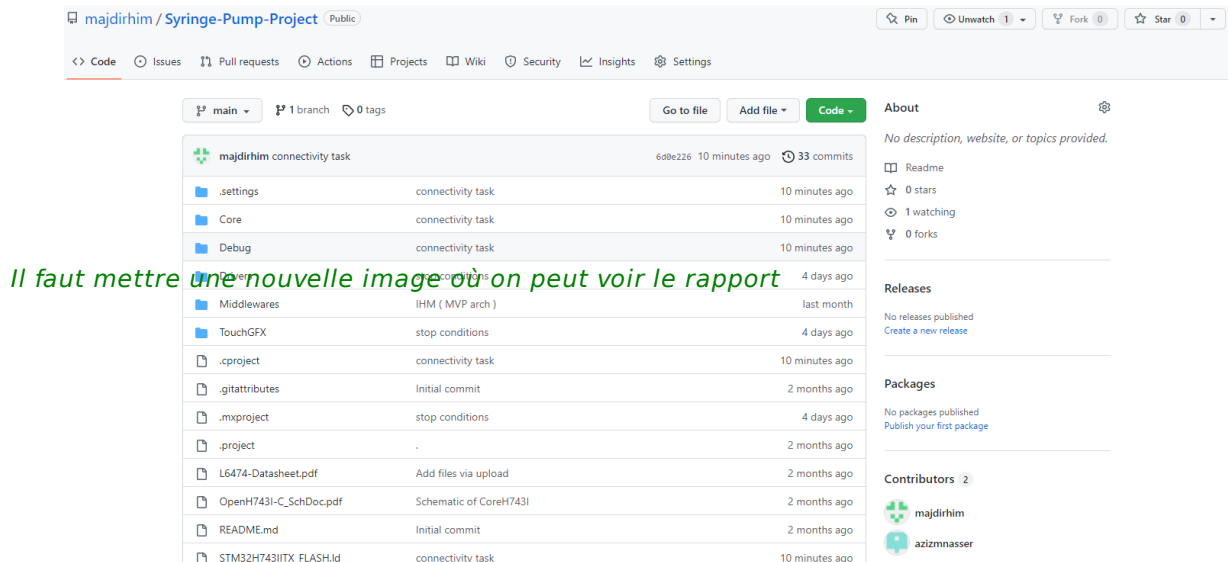 majdirhim / Syringe-Pump-Project Public
Pin Unwatch 1 Fork 0 Star 0
Code Issues Pull requests Actions Projects Wiki Security Insights Settings
main 1 branch 0 tags Go to file Add file Code
majdirhim connectivity task 6d0e226 10 minutes ago 33 commits
.settings connectivity task 10 minutes ago
Core connectivity task 10 minutes ago
Debug connectivity task 10 minutes ago
Drivers stop conditions 4 days ago
Il faut mettre une nouvelle image où on peut voir le rapport
Middlewares IHM ( MVP arch ) last month
TouchGFX stop conditions 4 days ago
.cproject connectivity task 10 minutes ago
.gitattributes Initial commit 2 months ago
.mxproject stop conditions 4 days ago
.project . 2 months ago
L6474-Datasheet.pdf Add files via upload 2 months ago
OpenH743I-C_SchDoc.pdf Schematic of CoreH743I 2 months ago
README.md Initial commit 2 months ago
STM32H743IITX_FLASH.ld connectivity task 10 minutes ago
About
No description, website, or topics provided.
Readme
0 stars
1 watching
0 forks
Releases
No releases published
Create a new release
Packages
No packages published
Publish your first package
Contributors 2
majdirhim
azizmnasser